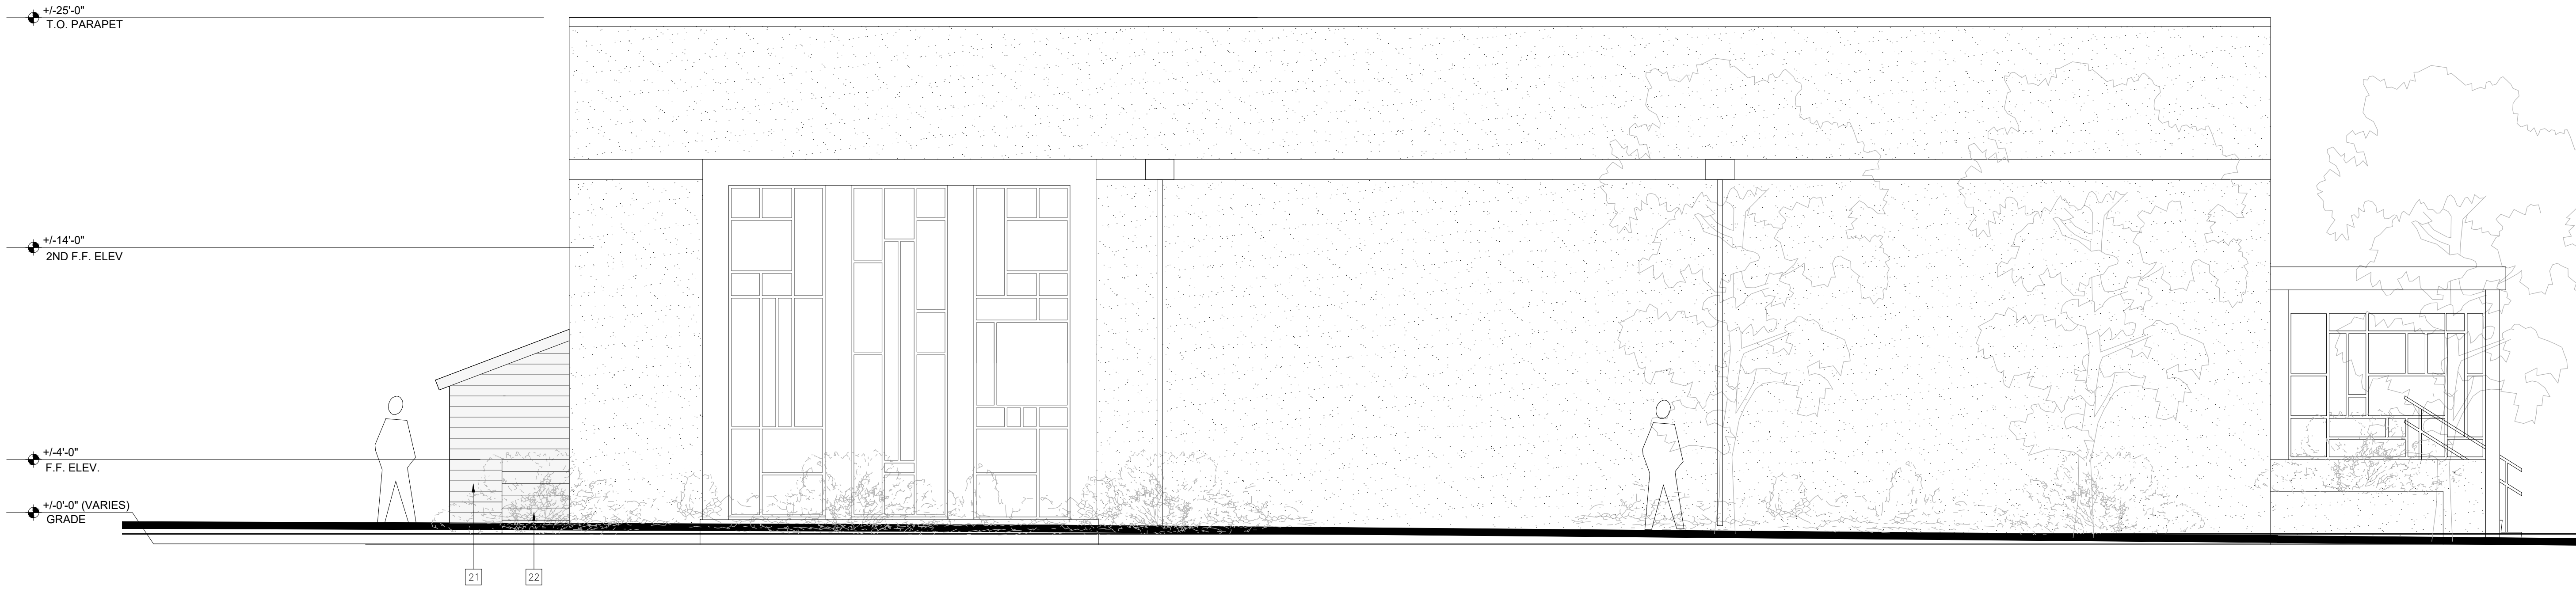 +/-25'-0"
T.O. PARAPET
+/-14'-0"
2ND F.F. ELEV
+/-4'-0"
F.F. ELEV.
+/-0'-0" (VARIES)
GRADE
21
22